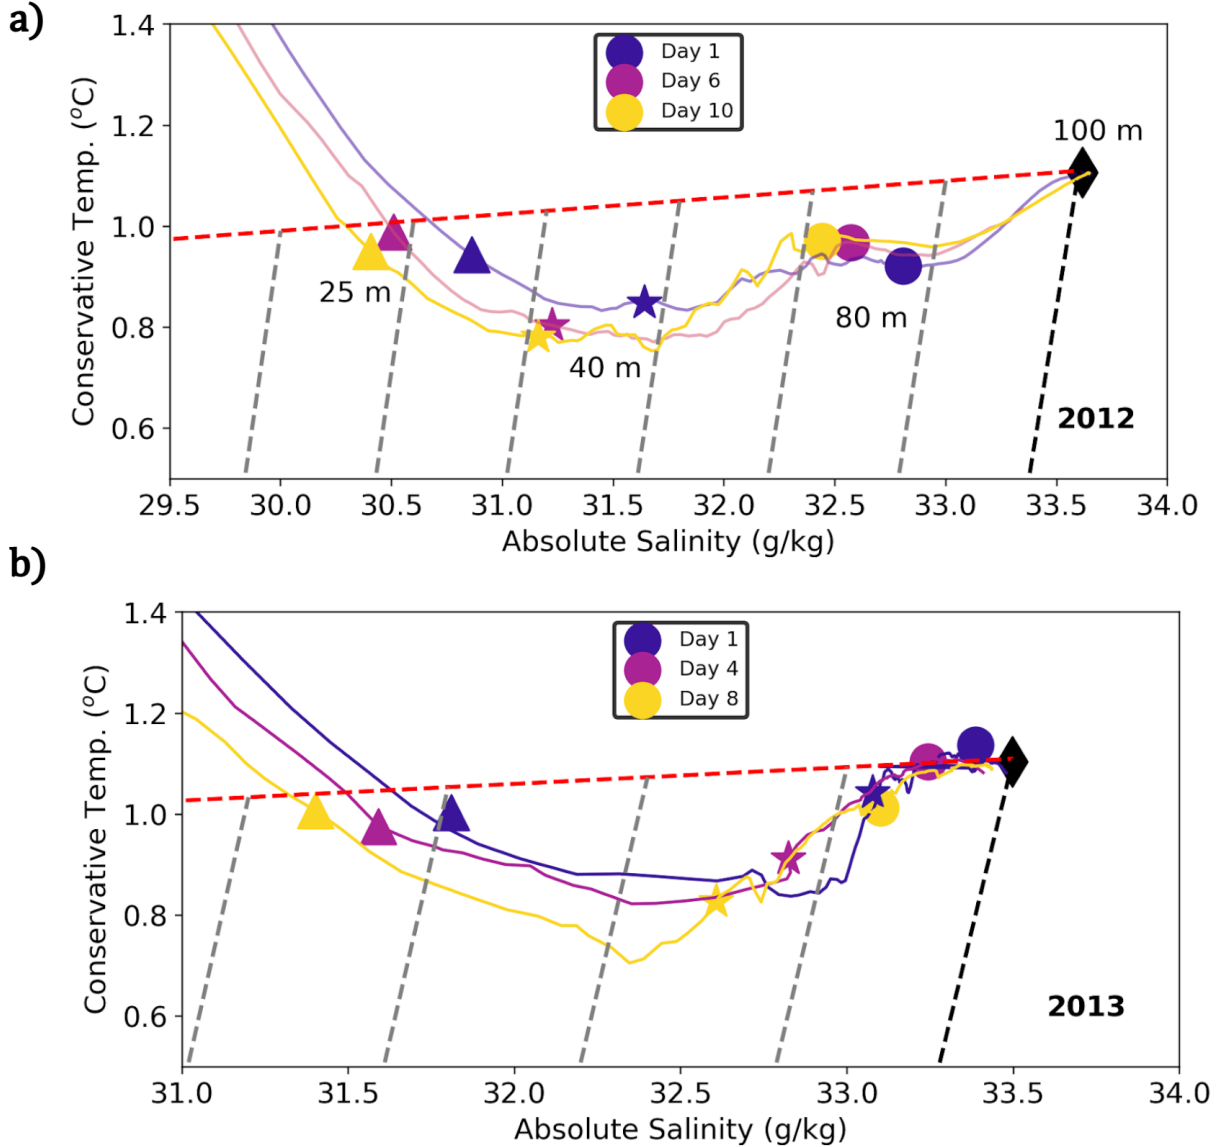 a)
1.4
1.2
1.0
0.8
0.6
Conservative Temp. (°C)
Day 1
Day 6
Day 10
100 m
25 m
40 m
80 m
2012
29.5 30.0 30.5 31.0 31.5 32.0 32.5 33.0 33.5 34.0
Absolute Salinity (g/kg)
b)
1.4
1.2
1.0
0.8
0.6
Conservative Temp. (°C)
Day 1
Day 4
Day 8
2013
31.0 31.5 32.0 32.5 33.0 33.5 34.0
Absolute Salinity (g/kg)